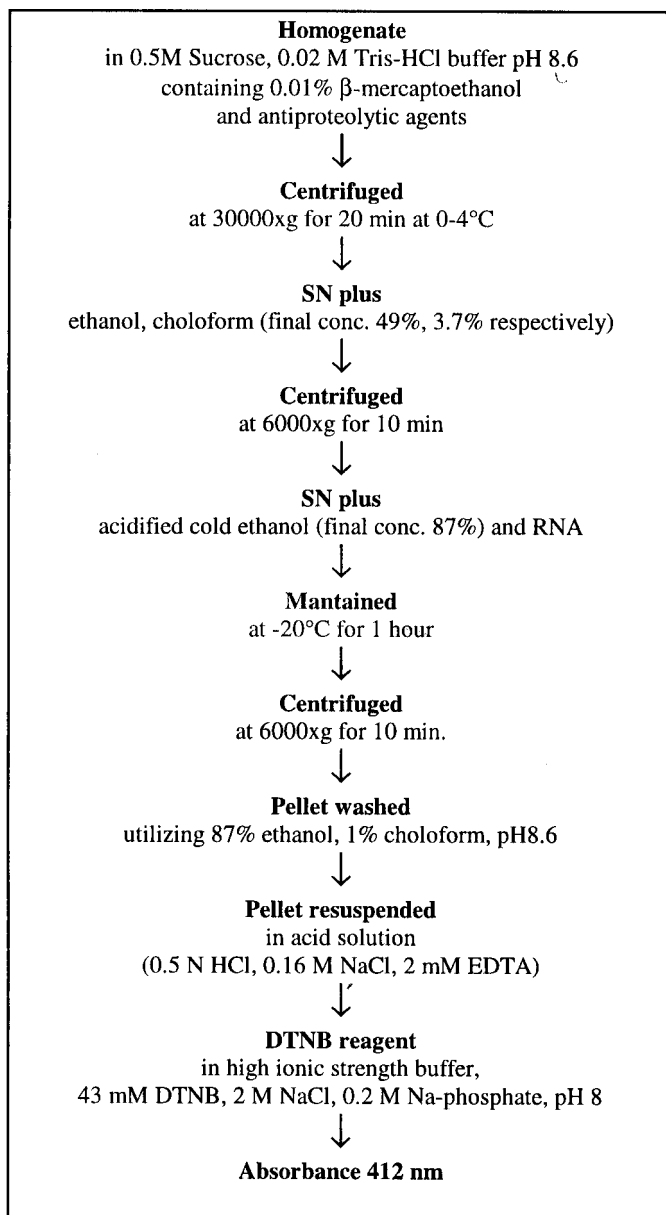 Homogenate
in 0.5M Sucrose, 0.02 M Tris-HCl buffer pH 8.6
containing 0.01% β-mercaptoethanol
and antiproteolytic agents
↓
Centrifuged
at 30000xg for 20 min at 0-4°C
↓
SN plus
ethanol, choloform (final conc. 49%, 3.7% respectively)
↓
Centrifuged
at 6000xg for 10 min
↓
SN plus
acidified cold ethanol (final conc. 87%) and RNA
↓
Mantained
at -20°C for 1 hour
↓
Centrifuged
at 6000xg for 10 min.
↓
Pellet washed
utilizing 87% ethanol, 1% choloform, pH8.6
↓
Pellet resuspended
in acid solution
(0.5 N HCl, 0.16 M NaCl, 2 mM EDTA)
↓
DTNB reagent
in high ionic strength buffer,
43 mM DTNB, 2 M NaCl, 0.2 M Na-phosphate, pH 8
↓
Absorbance 412 nm